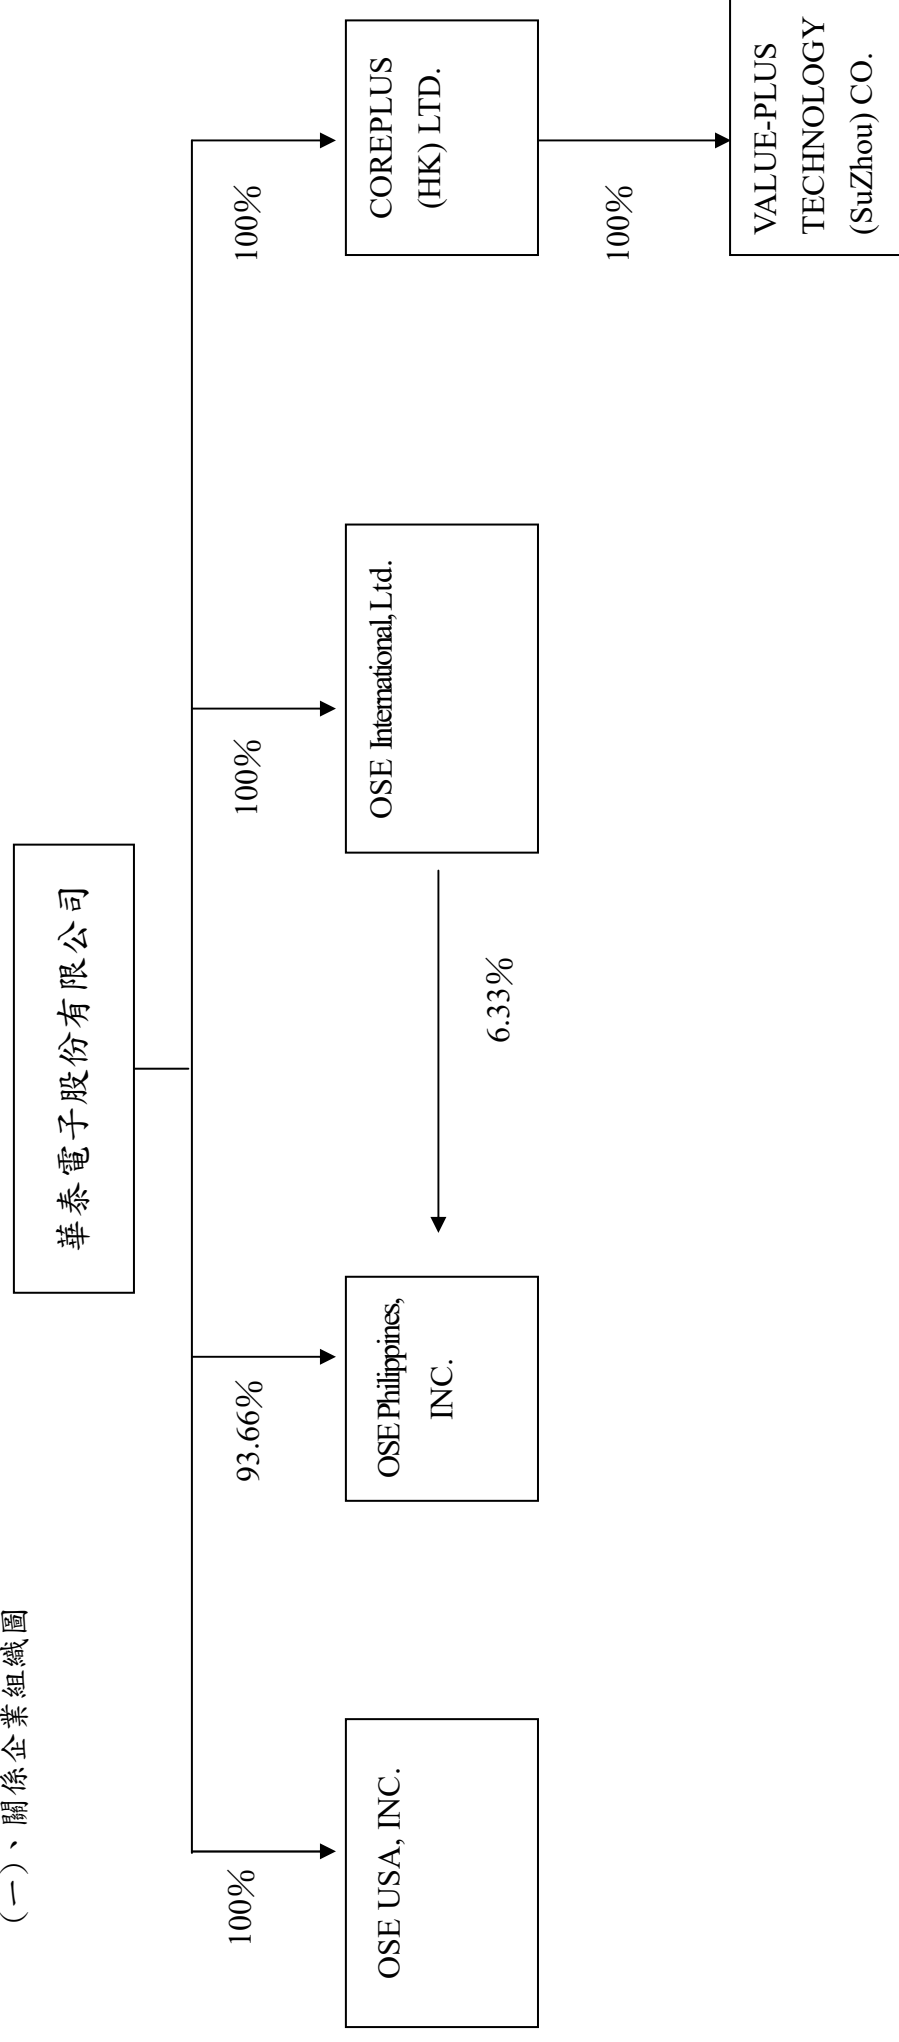 (一)、關係企業組織圖
華泰電子股份有限公司
100%
93.66%
100%
100%
OSE USA, INC.
OSE Philippines,
INC.
6.33%
OSE International, Ltd.
COREPLUS
(HK) LTD.
100%
VALUE-PLUS
TECHNOLOGY
(SuZhou) CO.